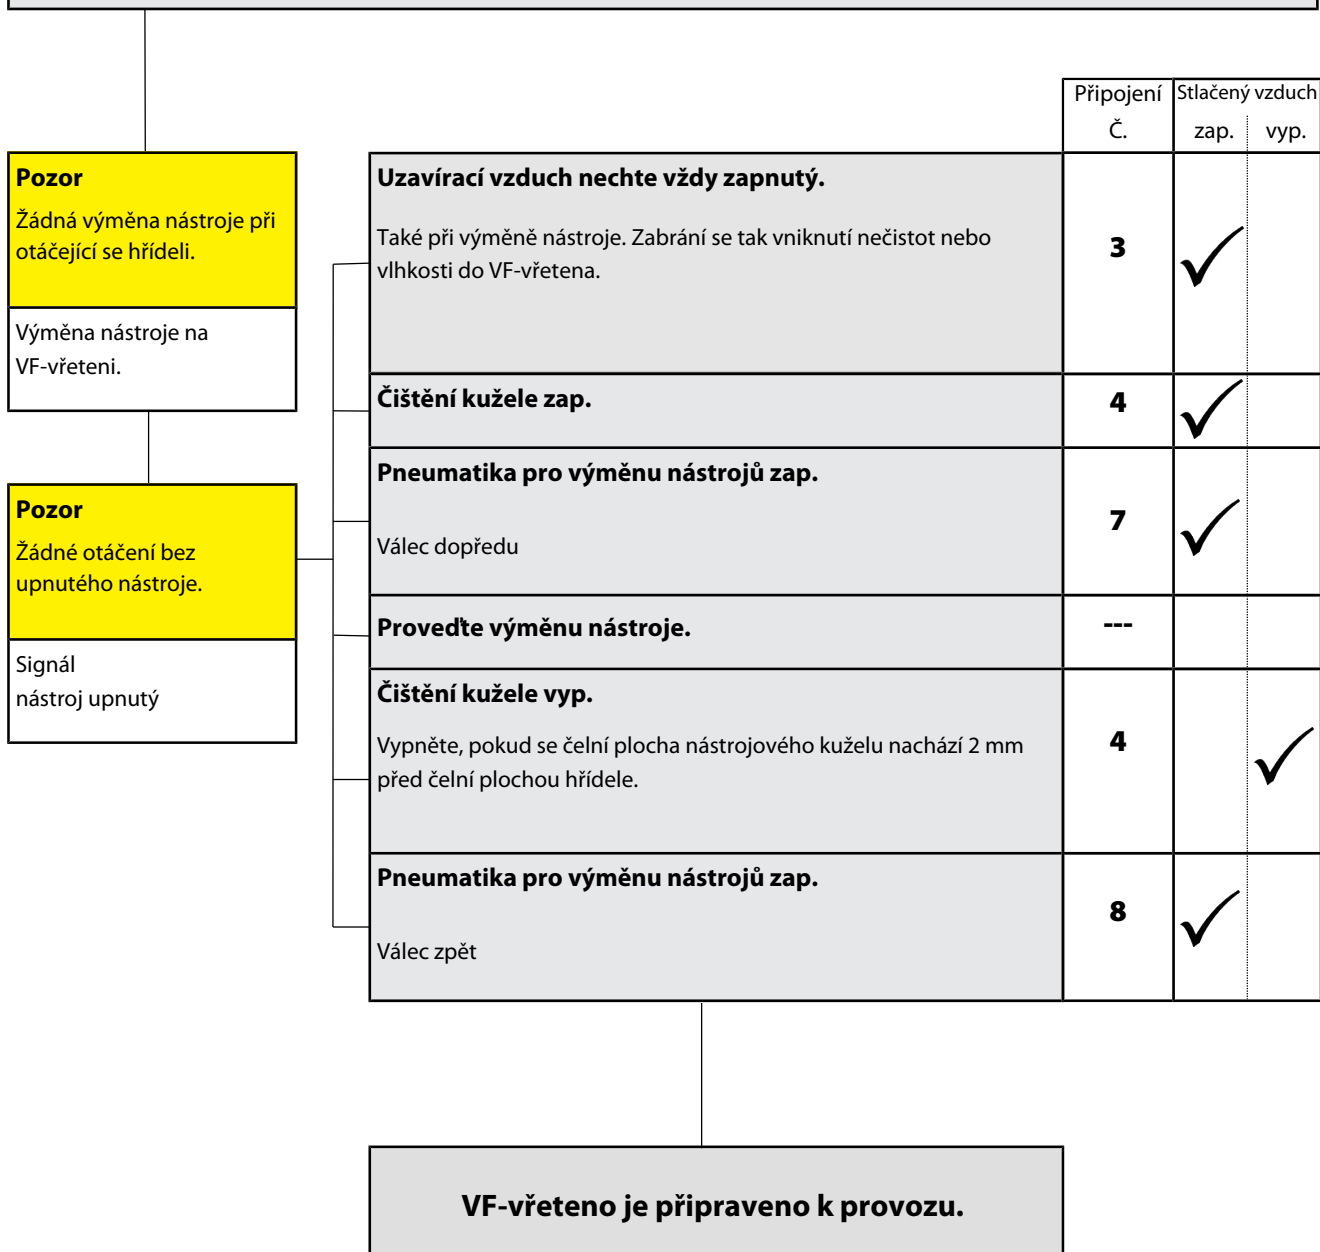 Připojení
Stlačený vzduch
Č.
zap.
vyp.
Pozor
Žádná výměna nástroje při
otáčející se hřídeli.
Výměna nástroje na
VF-vřeteni.
Pozor
Žádné otáčení bez
upnutého nástroje.
Signál
nástroj upnutý
Uzavírací vzduch nechte vždy zapnutý.
Také při výměně nástroje. Zabrání se tak vniknutí nečistot nebo
vlhkosti do VF-vřetena.
3
Čištění kužele zap.
4
Pneumatika pro výměnu nástrojů zap.
Válec dopředu
7
Proveďte výměnu nástroje.
---
Čištění kužele vyp.
Vypněte, pokud se čelní plocha nástrojového kuželu nachází 2 mm
před čelní plochou hřídele.
4
Pneumatika pro výměnu nástrojů zap.
Válec zpět
8
VF-vřeteno je připraveno k provozu.